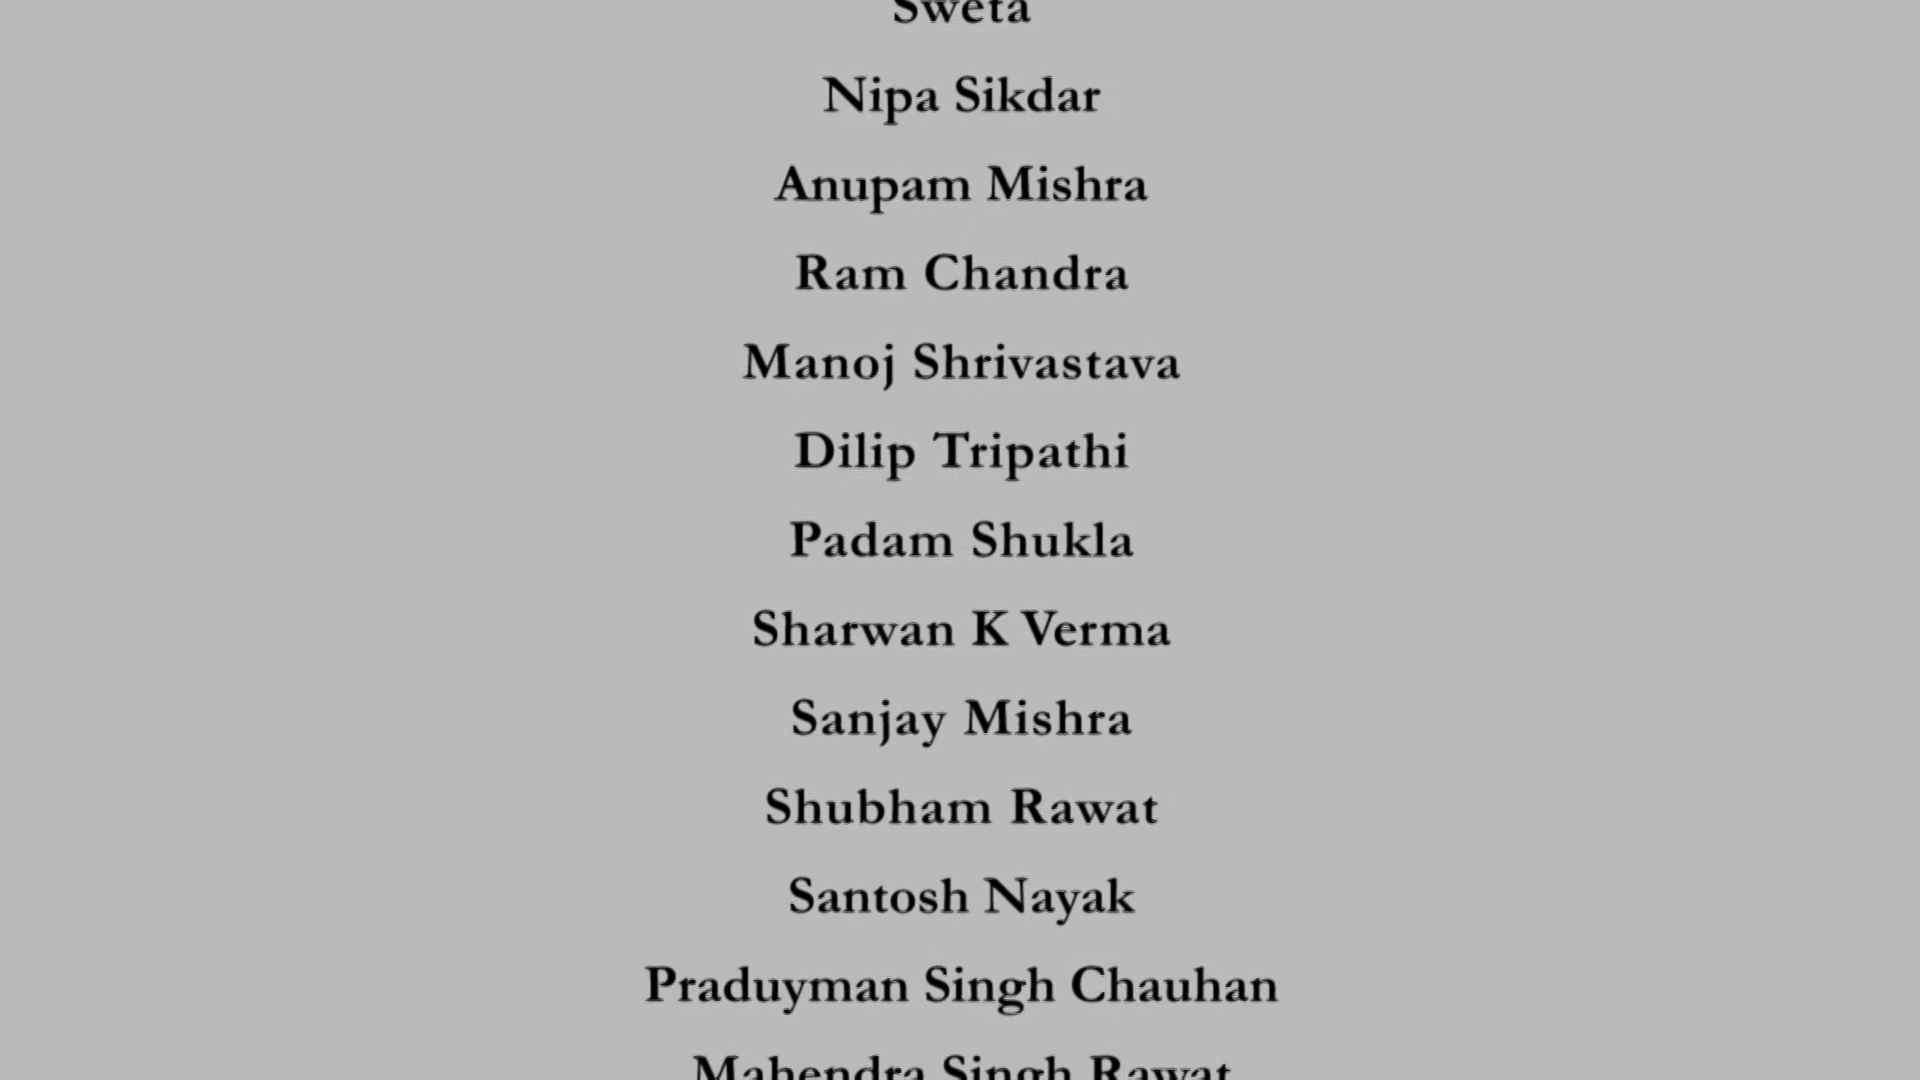 Sweta
Nipa Sikdar
Anupam Mishra
Ram Chandra
Manoj Shrivastava
Dilip Tripathi
Padam Shukla
Sharwan K Verma
Sanjay Mishra
Shubham Rawat
Santosh Nayak
Praduyman Singh Chauhan
Mahendra Singh Rawat